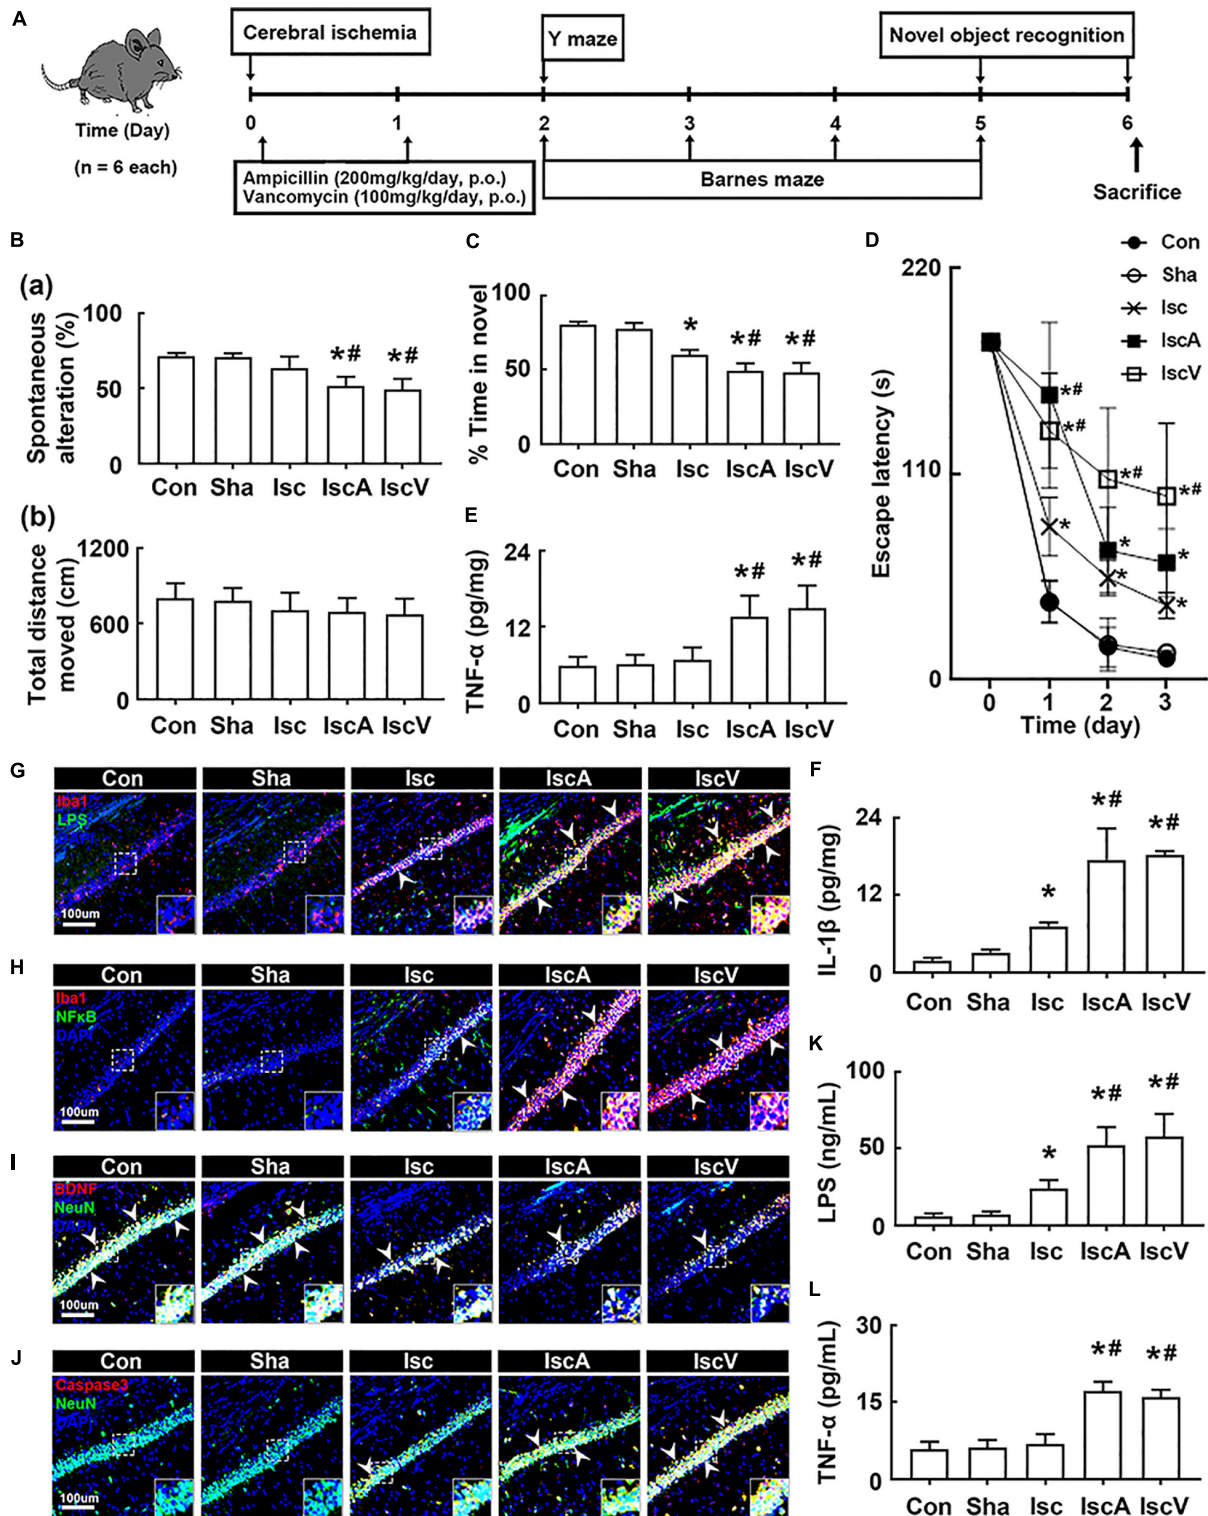 A
Cerebral ischemia
Y maze
Novel object recognition
0 1 2 3 4 5 6
Time (Day)
(n = 6 each)
Ampicillin (200mg/kg/day, p.o.)
Vancomycin (100mg/kg/day, p.o.)
Barnes maze
Sacrifice
B
(a)
Spontaneous
alteration (%)
100
50
0
*# *#
Con Sha Isc IscA IscV
(b)
Total distance
moved (cm)
1200
600
0
Con Sha Isc IscA IscV
C
% Time in novel
100
50
0
* *# *#
Con Sha Isc IscA IscV
D
Con
Sha
Isc
IscA
IscV
Escape latency (s)
220
110
0
*#
*#
*
*#
*
*
*#
*
*
0 1 2 3
Time (day)
E
TNF-α (pg/mg)
24
12
0
*# *#
Con Sha Isc IscA IscV
F
IL-1β (pg/mg)
24
12
0
* *# *#
Con Sha Isc IscA IscV
G
Con Sha Isc IscA IscV
Iba1
LPS
100um
H
Con Sha Isc IscA IscV
Iba1
NFκB
DAPI
100um
I
Con Sha Isc IscA IscV
BDNF
NeuN
DAPI
100um
J
Con Sha Isc IscA IscV
Caspase3
NeuN
DAPI
100um
K
LPS (ng/mL)
100
50
0
* *# *#
Con Sha Isc IscA IscV
L
TNF-α (pg/mL)
30
15
0
*# *#
Con Sha Isc IscA IscV